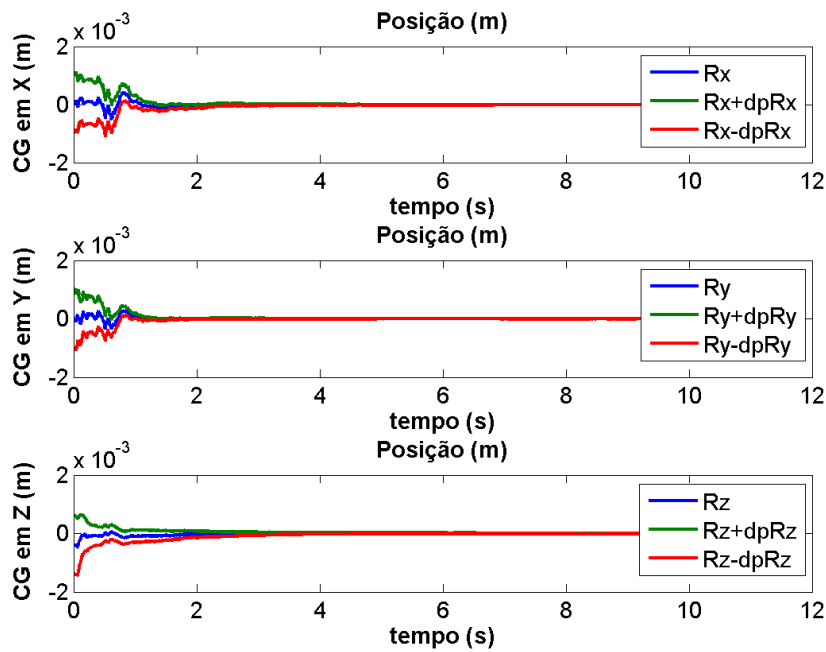 Posição (m)
x 10-3
2
0
-2
CG em X (m)
Rx
Rx+dpRx
Rx-dpRx
0 2 4 6 8 10 12
tempo (s)
Posição (m)
x 10-3
2
0
-2
CG em Y (m)
Ry
Ry+dpRy
Ry-dpRy
0 2 4 6 8 10 12
tempo (s)
Posição (m)
x 10-3
2
0
-2
CG em Z (m)
Rz
Rz+dpRz
Rz-dpRz
0 2 4 6 8 10 12
tempo (s)